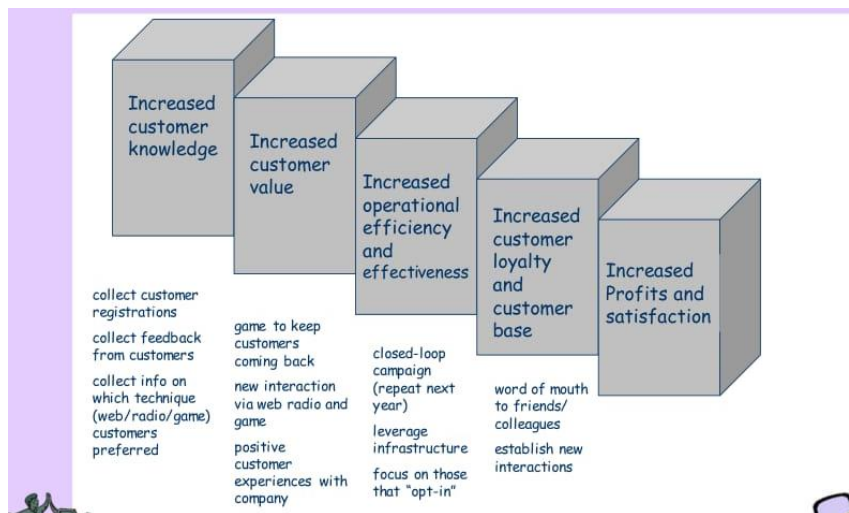 Increased
customer
knowledge
Increased
customer
value
Increased
operational
efficiency
and
effectiveness
Increased
customer
loyalty
and
customer
base
Increased
Profits and
satisfaction
collect customer
registrations
collect feedback
from customers
collect info on
which technique
(web/radio/game)
customers
preferred
game to keep
customers
coming back
new interaction
via web radio and
game
positive
customer
experiences with
company
closed-loop
campaign
(repeat next
year)
leverage
infrastructure
focus on those
that "opt-in"
word of mouth
to friends/
colleagues
establish new
interactions